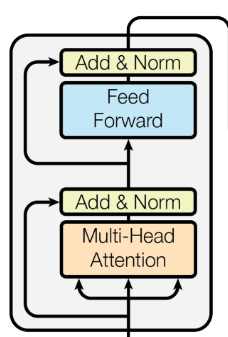 Add & Norm
Feed
Forward
Add & Norm
Multi-Head
Attention